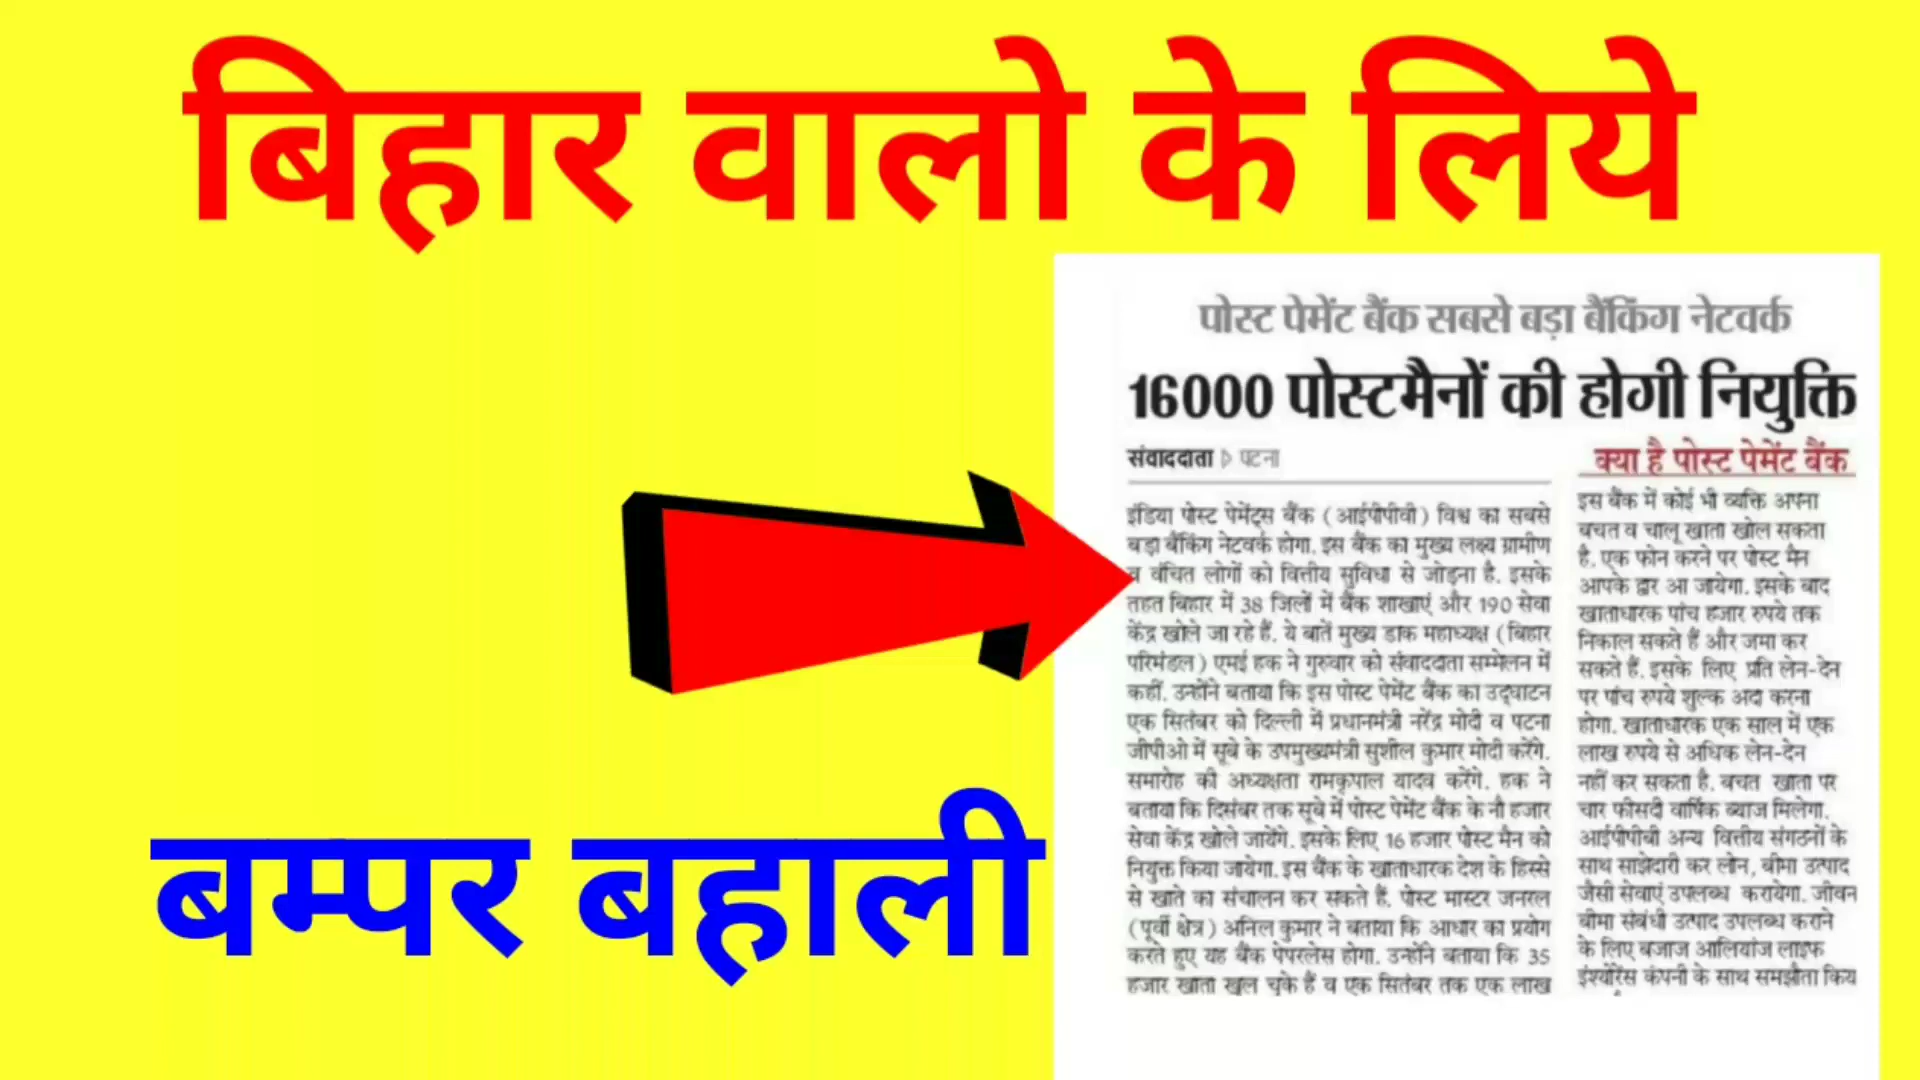 बिहार वालो के लिये
पोस्ट पेमेंट बैंक सबसे बड़ा बैंकिंग नेटवर्क
16000 पोस्टमैनों की होगी नियुक्ति
संवाददाता ▷ पटना
इंडिया पोस्ट पेमेंट्स बैंक (आईपीपीवी) विश्व का सबसे
बड़ा बैंकिंग नेटवर्क होगा. इस बैंक का मुख्य लक्ष्य ग्रामीण
व वंचित लोगों को वित्तीय सुविधा से जोड़ना है. इसके
तहत बिहार में 38 जिलों में बैंक शाखाएं और 190 सेवा
केंद्र खोले जा रहे हैं. ये बातें मुख्य डाक महाध्यक्ष (बिहार
परिमंडल) एमई हक ने गुरुवार को संवाददाता सम्मेलन में
कहीं. उन्होंने बताया कि इस पोस्ट पेमेंट बैंक का उद्घाटन
एक सितंबर को दिल्ली में प्रधानमंत्री नरेंद्र मोदी व पटना
जीपीओ में सूबे के उपमुख्यमंत्री सुशील कुमार मोदी करेंगे.
समारोह की अध्यक्षता रामकृपाल यादव करेंगे. हक ने
बताया कि दिसंबर तक सूबे में पोस्ट पेमेंट बैंक के नौ हजार
सेवा केंद्र खोले जायेंगे. इसके लिए 16 हजार पोस्ट मैन को
नियुक्त किया जायेगा. इस बैंक के खाताधारक देश के हिस्से
से खाते का संचालन कर सकते हैं. पोस्ट मास्टर जनरल
(पूर्वी क्षेत्र) अनिल कुमार ने बताया कि आधार का प्रयोग
करते हुए यह बैंक पेपरलेस होगा. उन्होंने बताया कि 35
हजार खाता खुल चुके हैं व एक सितंबर तक एक लाख
क्या है पोस्ट पेमेंट बैंक
इस बैंक में कोई भी व्यक्ति अपना
बचत व चालू खाता खोल सकता
है. एक फोन करने पर पोस्ट मैन
आपके द्वार आ जायेगा. इसके बाद
खाताधारक पांच हजार रुपये तक
निकाल सकते हैं और जमा कर
सकते हैं. इसके लिए प्रति लेन-देन
पर पांच रुपये शुल्क अदा करना
होगा. खाताधारक एक साल में एक
लाख रुपये से अधिक लेन-देन
नहीं कर सकता है. बचत खाता पर
चार फीसदी वार्षिक ब्याज मिलेगा.
आईपीपीबी अन्य वित्तीय संगठनों के
साथ साझेदारी कर लोन, बीमा उत्पाद
जैसी सेवाएं उपलब्ध करायेगा. जीवन
बीमा संबंधी उत्पाद उपलब्ध कराने
के लिए बजाज आलियांज लाइफ
इंश्योरेंस कंपनी के साथ समझौता किय
बम्पर बहाली